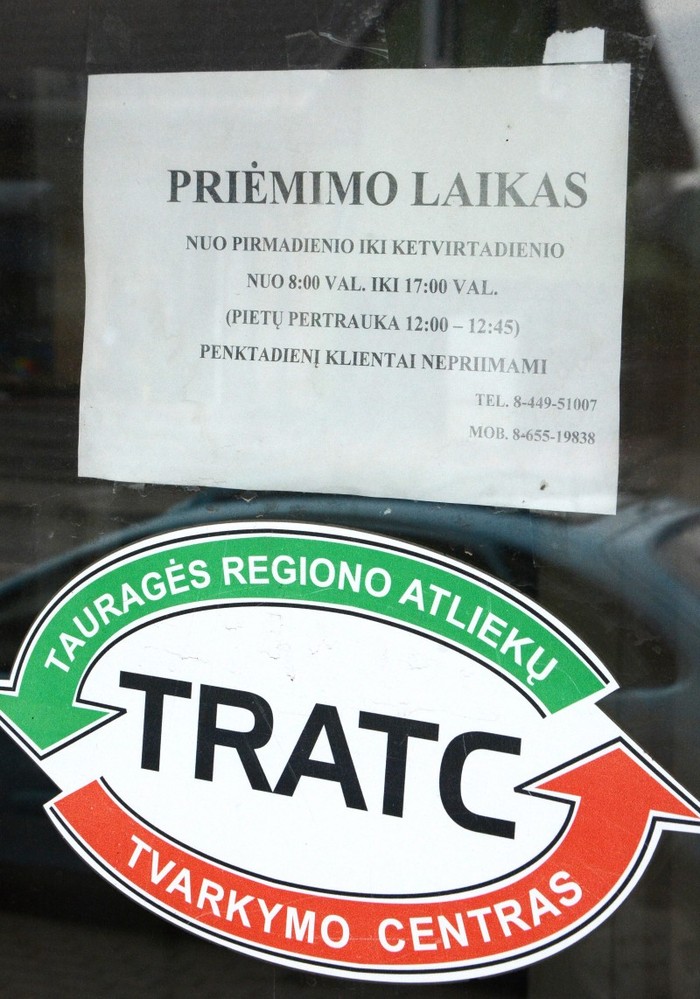 PRIĖMIMO LAIKAS
NUO PIRMADIENIO IKI KETVIRTADIENIO
NUO 8:00 VAL. IKI 17:00 VAL.
(PIETŲ PERTRAUKA 12:00 – 12:45)
PENKTADIENĮ KLIENTAI NEPRIIMAMI
TEL. 8-449-51007
MOB. 8-655-19838
TAURAGĖS REGIONO ATLIEKŲ
TRATC
TVARKYMO CENTRAS